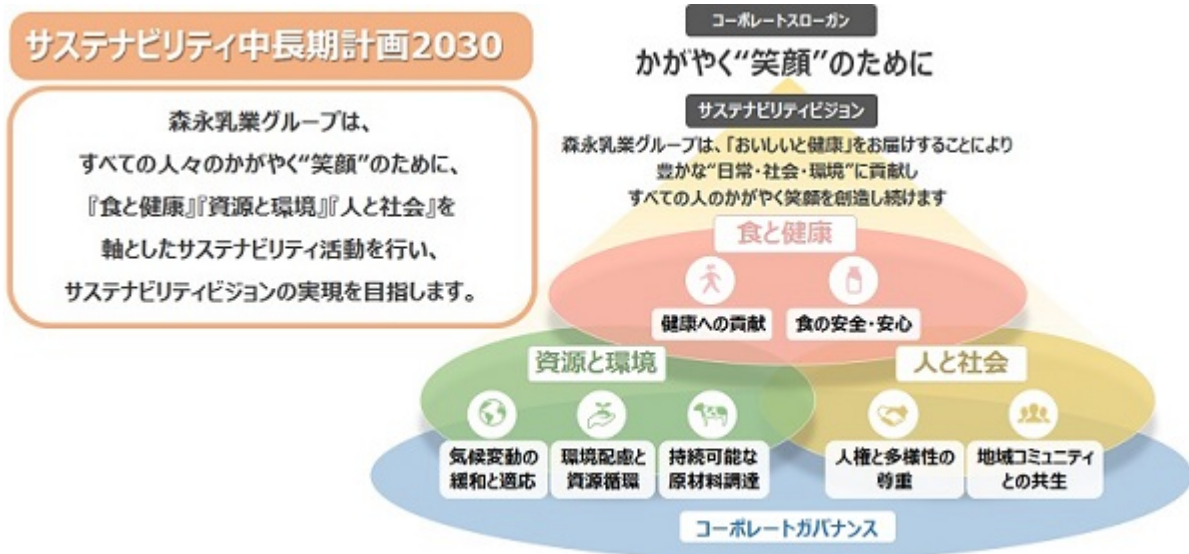 サステナビリティ中長期計画2030
森永乳業グループは、
すべての人々のかがやく“笑顔”のために、
『食と健康』『資源と環境』『人と社会』を
軸としたサステナビリティ活動を行い、
サステナビリティビジョンの実現を目指します。
コーポレートスローガン
かがやく“笑顔”のために
サステナビリティビジョン
森永乳業グループは、「おいしいと健康」をお届けすることにより
豊かな“日常・社会・環境”に貢献し
すべての人のかがやく笑顔を創造し続けます
食と健康
健康への貢献
食の安全・安心
資源と環境
気候変動の
緩和と適応
環境配慮と
資源循環
持続可能な
原材料調達
人と社会
人権と多様性の
尊重
地域コミュニティ
との共生
コーポレートガバナンス